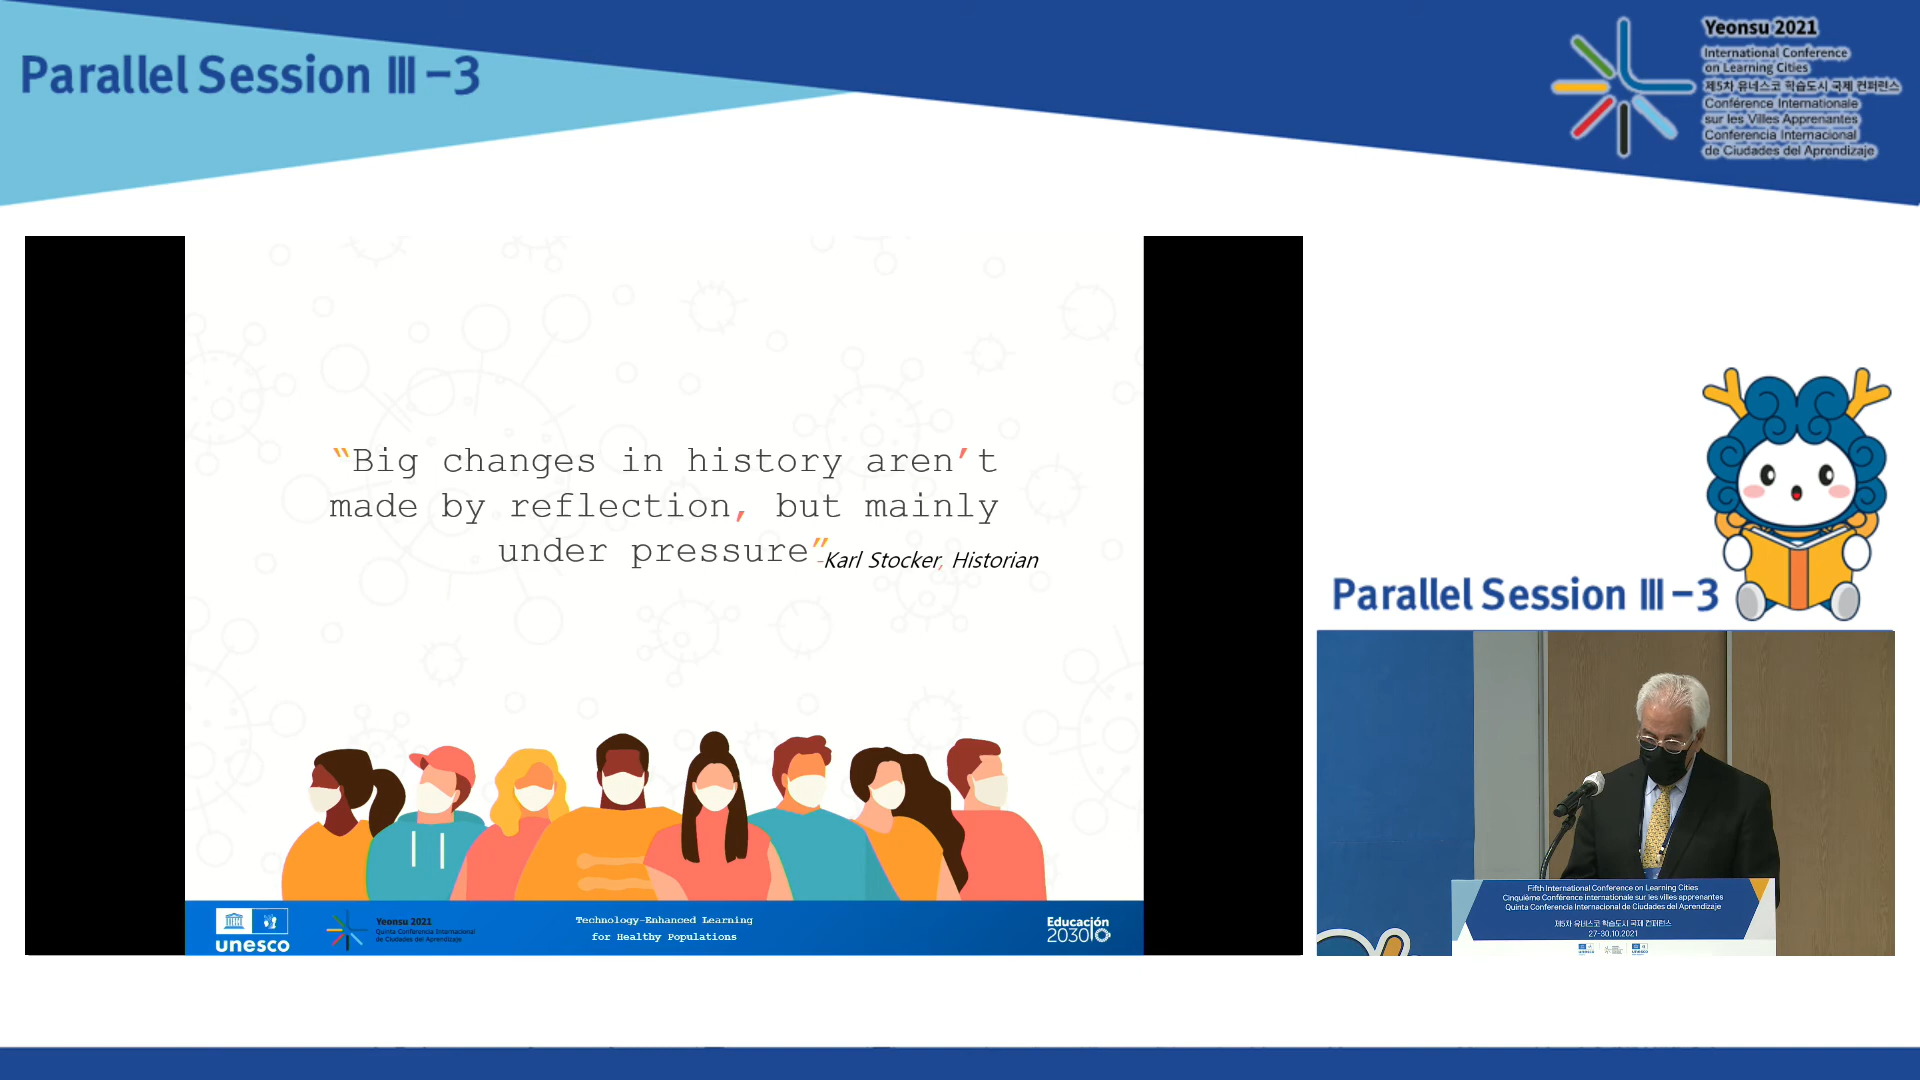 Parallel Session Ⅲ-3
Yeonsu 2021
International Conference
on Learning Cities
제5차 유네스코 학습도시 국제 컨퍼런스
Conférence Internationale
sur les Villes Apprenantes
Conferencia Internacional
de Ciudades del Aprendizaje
“Big changes in history aren’t
made by reflection, but mainly
under pressure”
-Karl Stocker, Historian
unesco
Yeonsu 2021
Quinta Conferencia Internacional
de Ciudades del Aprendizaje
Technology-Enhanced Learning
for Healthy Populations
Educación
2030
Parallel Session Ⅲ-3
Fifth International Conference on Learning Cities
Cinquième Conférence internationale sur les villes apprenantes
Quinta Conferencia Internacional de Ciudades del Aprendizaje
제5차 유네스코 학습도시 국제 컨퍼런스
27-30.10.2021